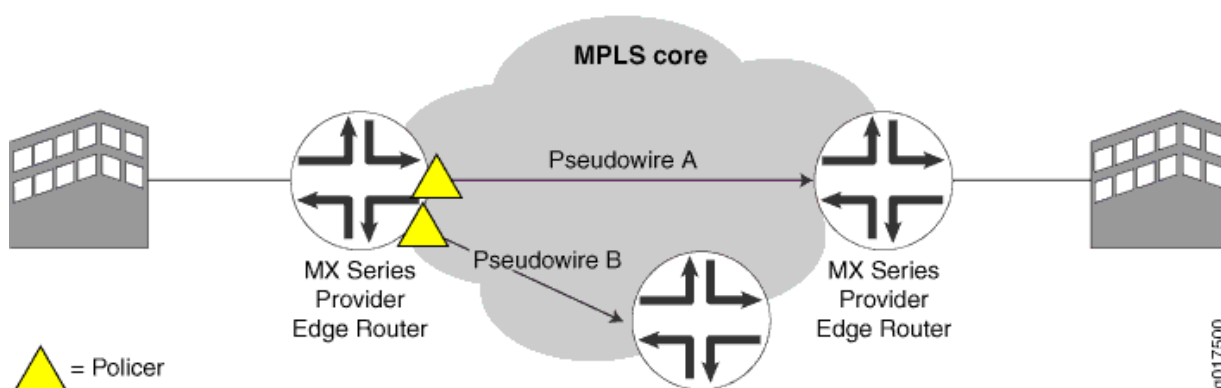 MPLS core
Pseudowire A
Pseudowire B
MX Series
Provider
Edge Router
MX Series
Provider
Edge Router
= Policer
g017500